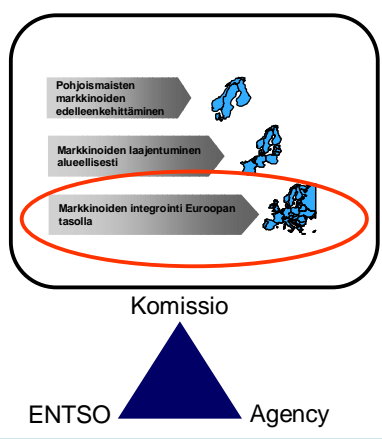 Pohjoismaisten
markkinoiden
edelleenkehittäminen
Markkinoiden laajentuminen
alueellisesti
Markkinoiden integrointi Euroopan
tasolla
Komissio
ENTSO
Agency